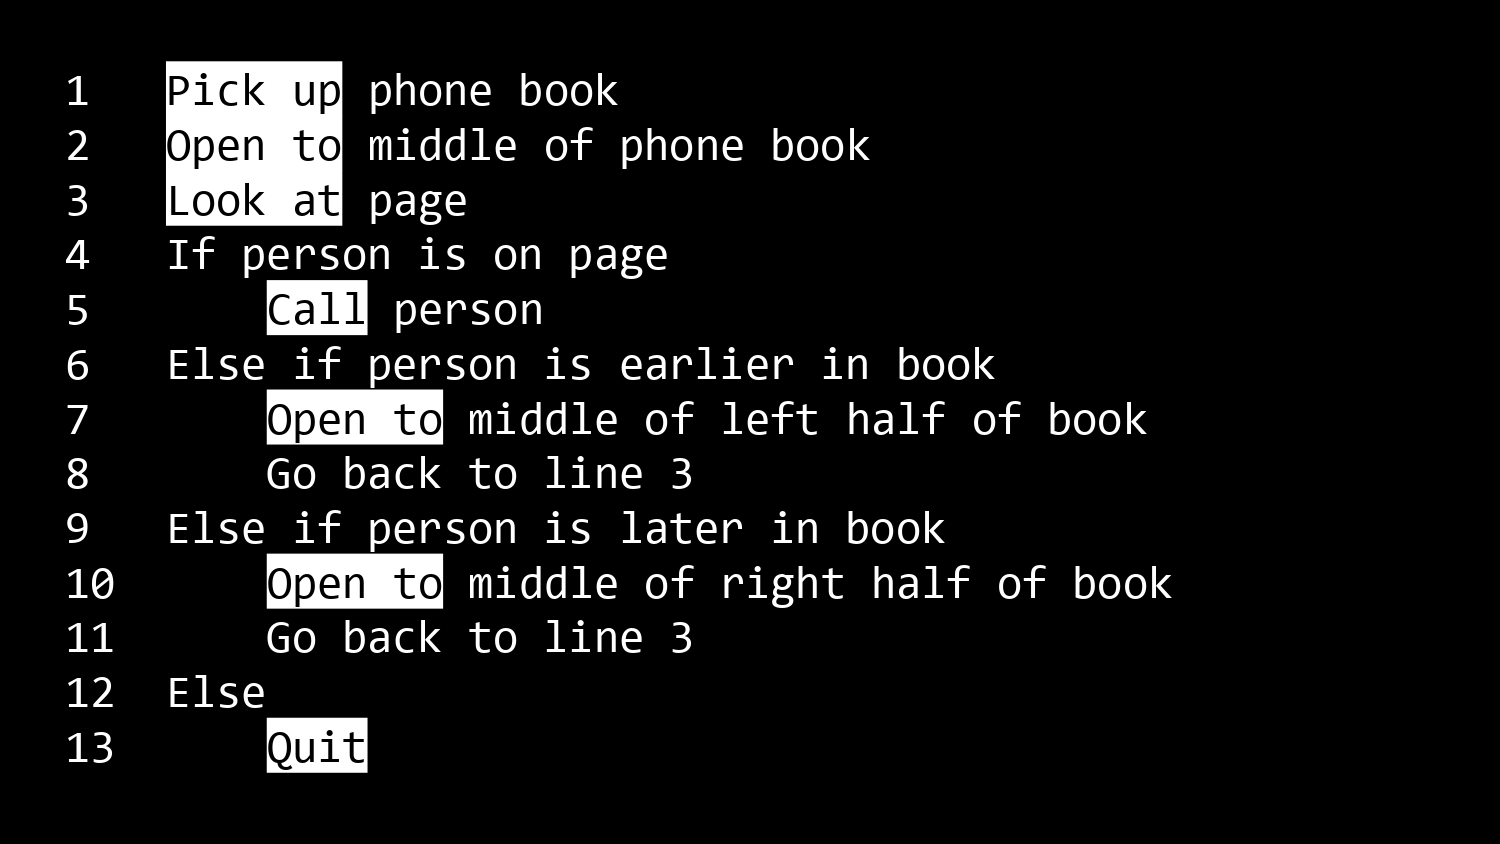 1 Pick up phone book
2 Open to middle of phone book
3 Look at page
4 If person is on page
5 Call person
6 Else if person is earlier in book
7 Open to middle of left half of book
8 Go back to line 3
9 Else if person is later in book
10 Open to middle of right half of book
11 Go back to line 3
12 Else
13 Quit